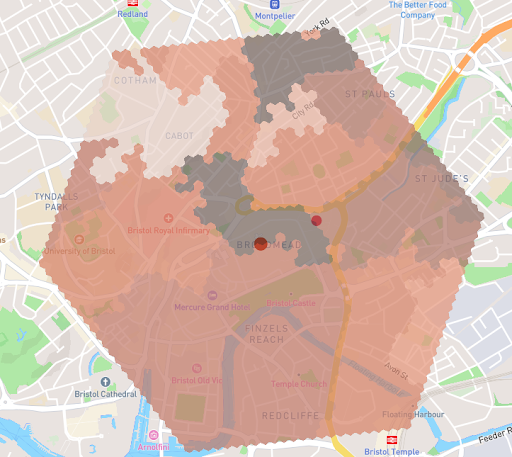 Redland
Montpelier
The Better Food
Company
York Rd
COTHAM
ST PAULS
City Rd
CABOT
ST JUDE'S
TYNDALLS
PARK
Bristol Royal Infirmary
University of Bristol
BROADMEAD
Mercure Grand Hotel
Bristol Castle
FINZELS
REACH
Avon St
Bristol Old Vic
Temple Church
Bristol Cathedral
REDCLIFFE
Floating Harbour
Arnolfini
Feeder R
Bristol Temple